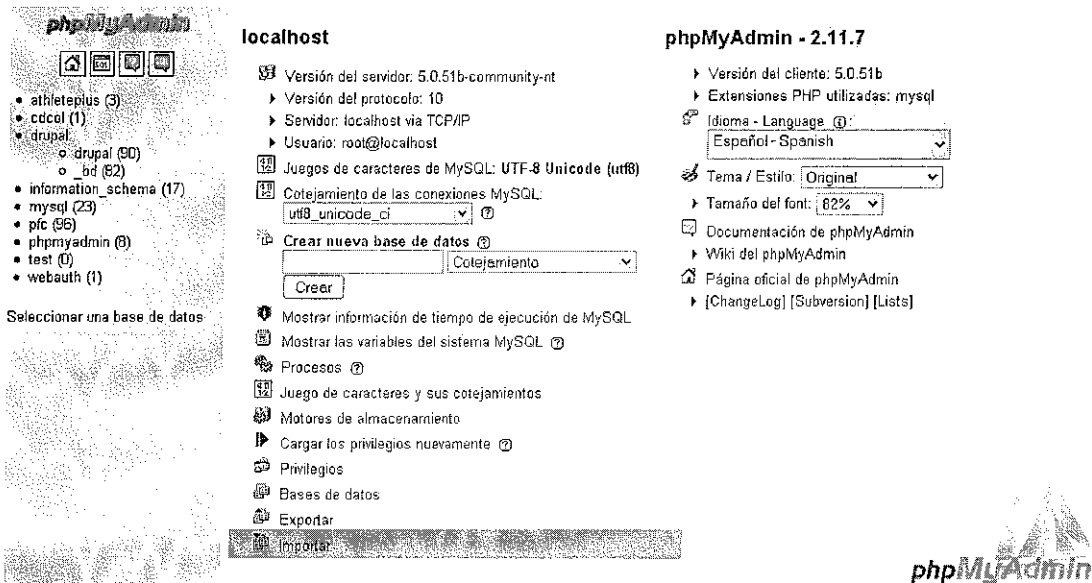 phpMyAdmin
athleteplus (3)
cdcol (1)
drupal
drupal (90)
_bd (82)
information_schema (17)
mysql (23)
pfc (96)
phpmyadmin (8)
test (0)
webauth (1)
Seleccionar una base de datos
localhost
Versión del servidor: 5.0.51b-community-nt
Versión del protocolo: 10
Servidor: localhost via TCP/IP
Usuario: root@localhost
Juegos de caracteres de MySQL: UTF-8 Unicode (utf8)
Cotejamiento de las conexiones MySQL:
utf8_unicode_ci
Crear nueva base de datos
Cotejamiento
Crear
Mostrar información de tiempo de ejecución de MySQL
Mostrar las variables del sistema MySQL
Procesos
Juego de caracteres y sus cotejamientos
Motores de almacenamiento
Cargar los privilegios nuevamente
Privilegios
Bases de datos
Exportar
Importar
phpMyAdmin - 2.11.7
Versión del cliente: 5.0.51b
Extensiones PHP utilizadas: mysql
Idioma - Language :
Español - Spanish
Tema / Estilo: Original
Tamaño del font: 82%
Documentación de phpMyAdmin
Wiki del phpMyAdmin
Página oficial de phpMyAdmin
[ChangeLog] [Subversion] [Lists]
phpMyAdmin